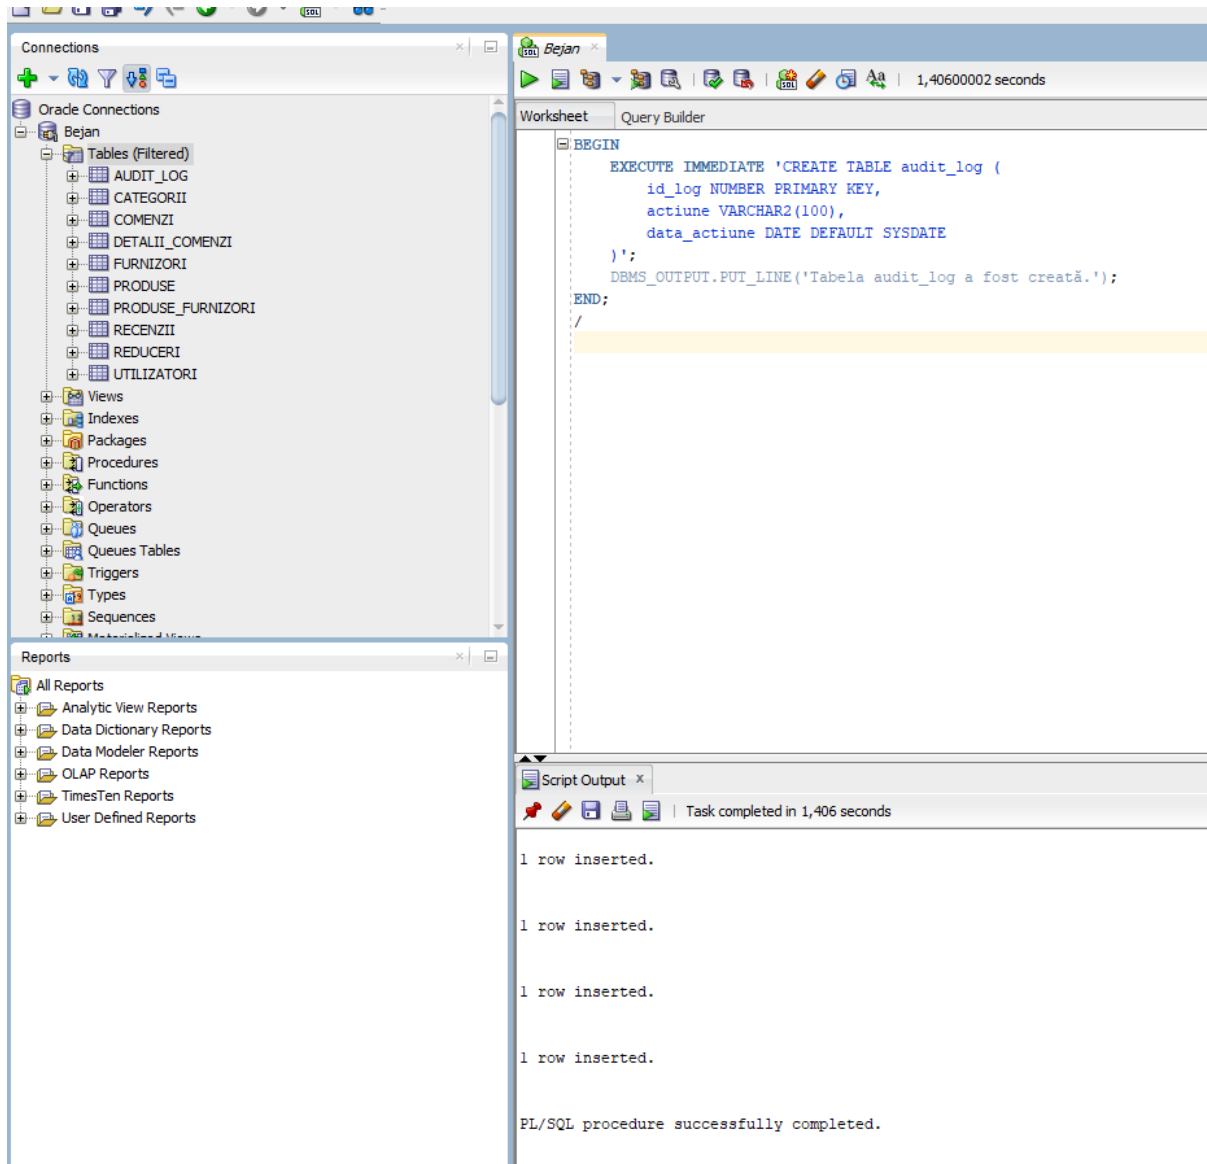 Connections
Oracle Connections
Bejan
Tables (Filtered)
AUDIT_LOG
CATEGORII
COMENZI
DETALII_COMENZI
FURNIZORI
PRODUSE
PRODUSE_FURNIZORI
RECENZII
REDUCERI
UTILIZATORI
Views
Indexes
Packages
Procedures
Functions
Operators
Queues
Queues Tables
Triggers
Types
Sequences
Materialized Views
Reports
All Reports
Analytic View Reports
Data Dictionary Reports
Data Modeler Reports
OLAP Reports
TimesTen Reports
User Defined Reports
Bejan
1,40600002 seconds
Worksheet Query Builder
BEGIN
EXECUTE IMMEDIATE 'CREATE TABLE audit_log (
id_log NUMBER PRIMARY KEY,
actiune VARCHAR2(100),
data_actiune DATE DEFAULT SYSDATE
)';
DBMS_OUTPUT.PUT_LINE('Tabela audit_log a fost creată.');
END;
/
Script Output
Task completed in 1,406 seconds
1 row inserted.
1 row inserted.
1 row inserted.
1 row inserted.
PL/SQL procedure successfully completed.